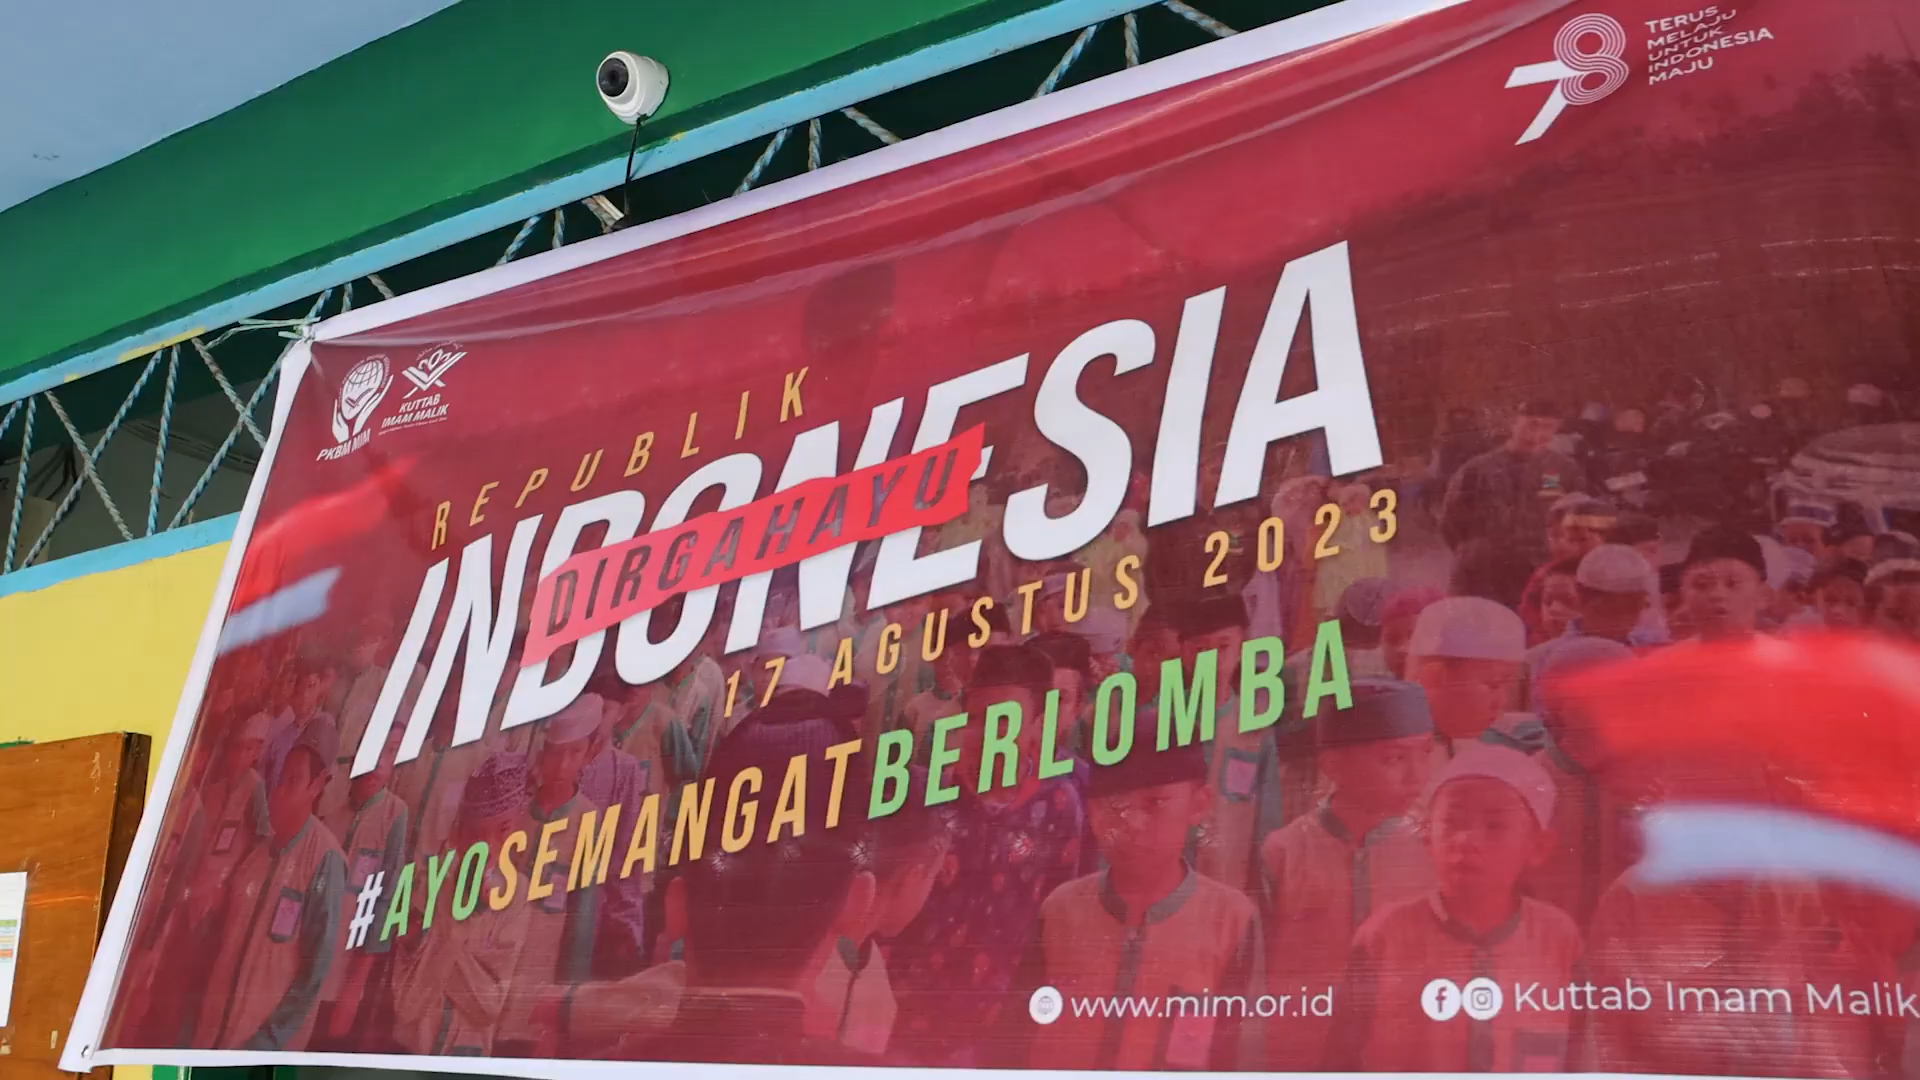 78
TERUS
MELAJU
UNTUK
INDONESIA
MAJU
PKBM MIM
KUTTAB
IMAM MALIK
REPUBLIK
INDONESIA
DIRGAHAYU
17 AGUSTUS 2023
#AYOSEMANGATBERLOMBA
www.mim.or.id
Kuttab Imam Malik